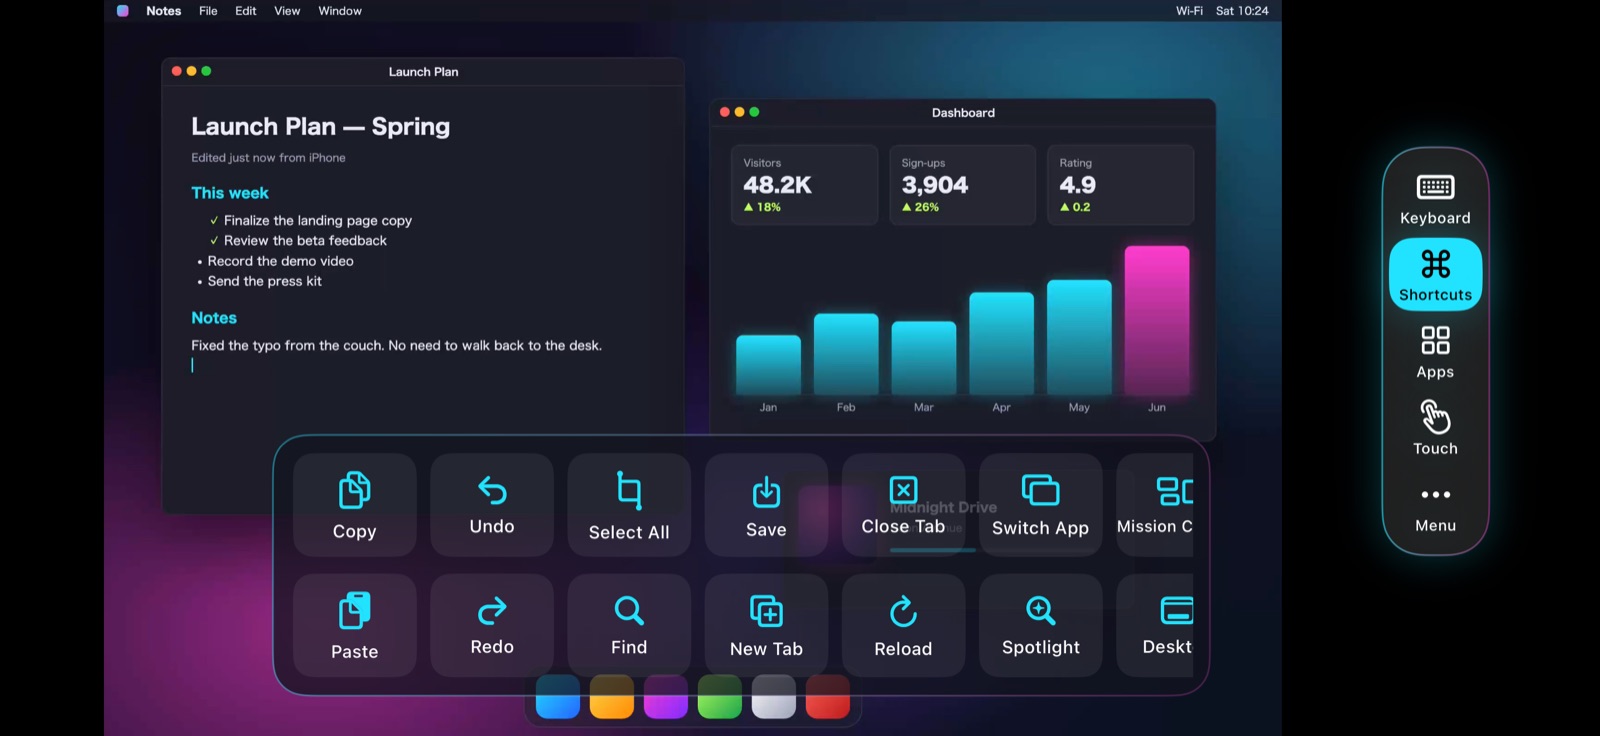 Notes File Edit View Window
Wi-Fi Sat 10:24
Launch Plan
Launch Plan — Spring
Edited just now from iPhone
This week
✓ Finalize the landing page copy
✓ Review the beta feedback
• Record the demo video
• Send the press kit
Notes
Fixed the typo from the couch. No need to walk back to the desk.
Dashboard
Visitors
48.2K
▲ 18%
Sign-ups
3,904
▲ 26%
Rating
4.9
▲ 0.2
Jan Feb Mar Apr May Jun
Midnight Drive
Copy
Undo
Select All
Save
Close Tab
Switch App
Mission C
Paste
Redo
Find
New Tab
Reload
Spotlight
Deskt
Keyboard
Shortcuts
Apps
Touch
Menu